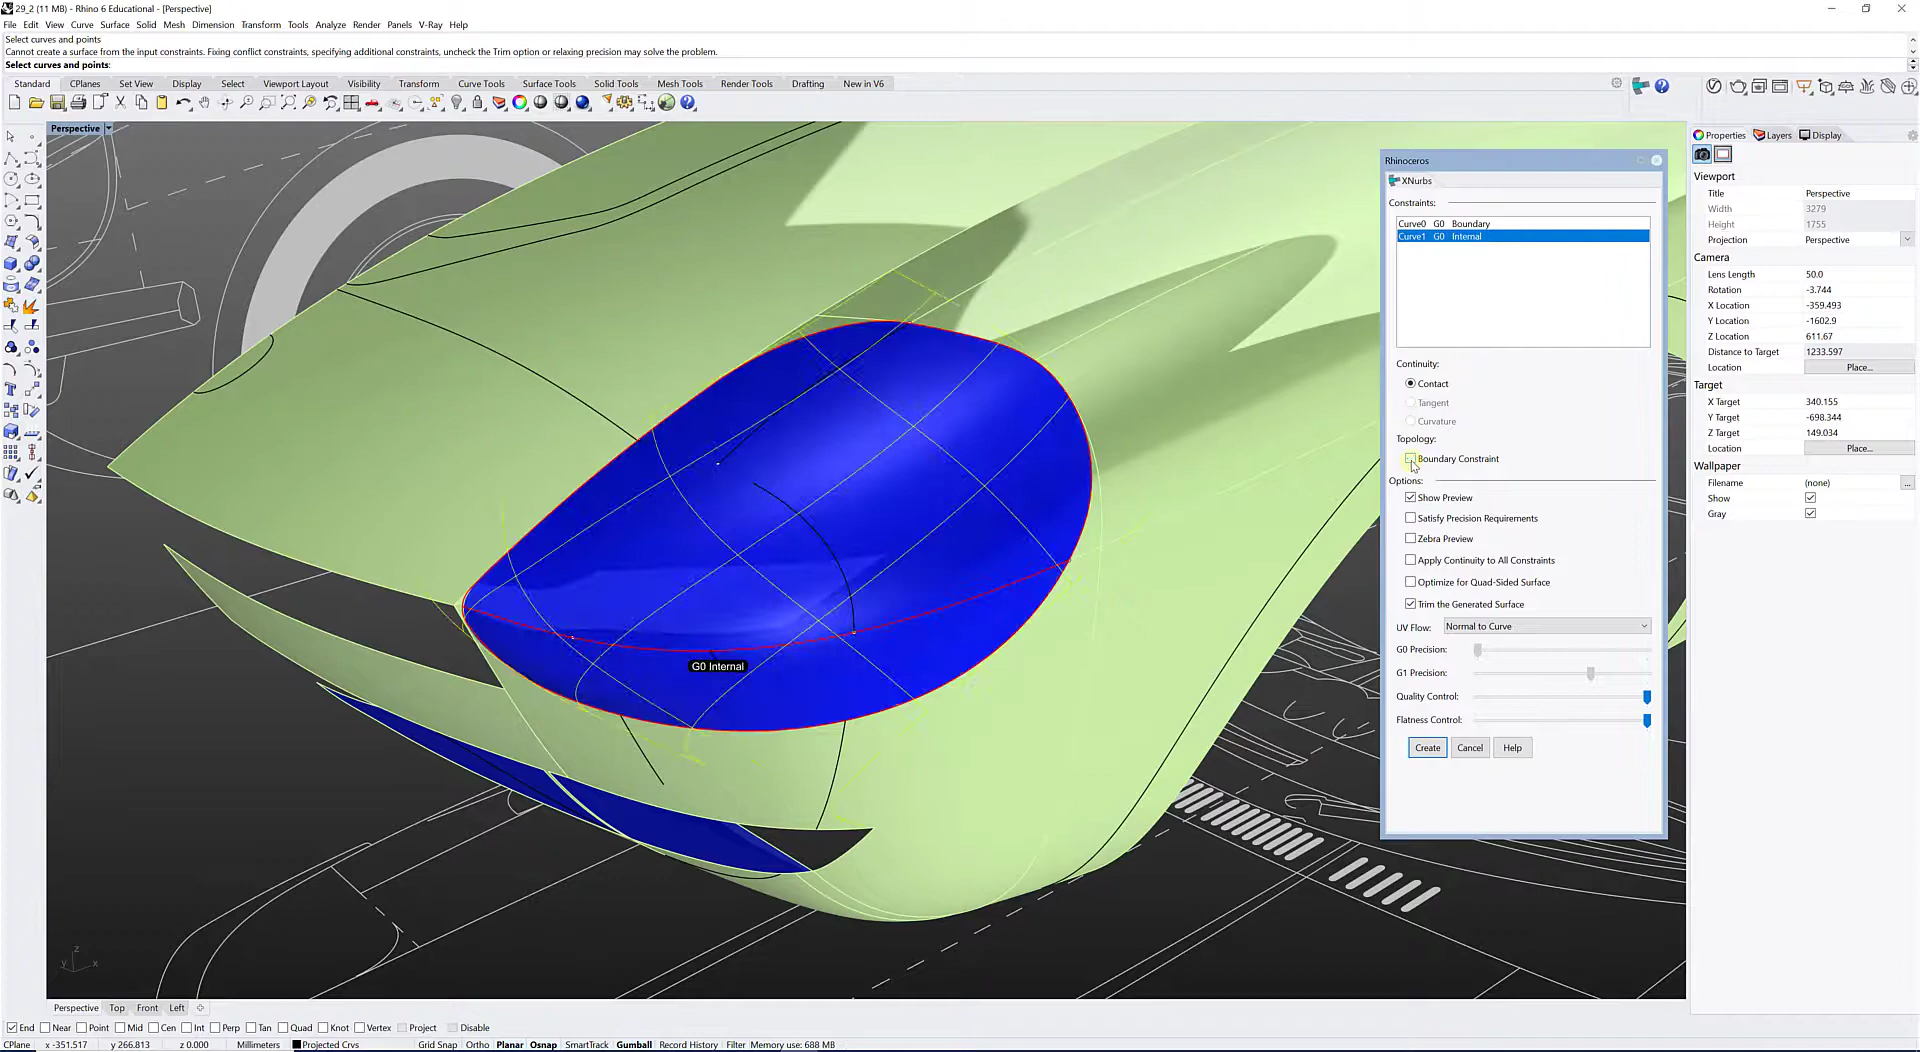 29_2 (11 MB) - Rhino 6 Educational - [Perspective]
File Edit View Curve Surface Solid Mesh Dimension Transform Tools Analyze Render Panels V-Ray Help
Select curves and points
Cannot create a surface from the input constraints. Fixing conflict constraints, specifying additional constraints, uncheck the Trim option or relaxing precision may solve the problem.
Select curves and points:
Standard CPlanes Set View Display Select Viewport Layout Visibility Transform Curve Tools Surface Tools Solid Tools Mesh Tools Render Tools Drafting New in V6
Perspective
G0 Internal
z
y x
Rhinoceros
XNurbs
Constraints:
Curve0 G0 Boundary
Curve1 G0 Internal
Continuity:
Contact
Tangent
Curvature
Topology:
Boundary Constraint
Options:
Show Preview
Satisfy Precision Requirements
Zebra Preview
Apply Continuity to All Constraints
Optimize for Quad-Sided Surface
Trim the Generated Surface
UV Flow: Normal to Curve
G0 Precision:
G1 Precision:
Quality Control:
Flatness Control:
Create Cancel Help
Properties Layers Display
Viewport
Title Perspective
Width 3279
Height 1755
Projection Perspective
Camera
Lens Length 50.0
Rotation -3.744
X Location -359.493
Y Location -1602.9
Z Location 611.67
Distance to Target 1233.597
Location Place...
Target
X Target 340.155
Y Target -698.344
Z Target 149.034
Location Place...
Wallpaper
Filename (none) ...
Show
Gray
Perspective Top Front Left
End Near Point Mid Cen Int Perp Tan Quad Knot Vertex Project Disable
CPlane x -351.517 y 266.813 z 0.000 Millimeters Projected Crvs Grid Snap Ortho Planar Osnap SmartTrack Gumball Record History Filter Memory use: 688 MB